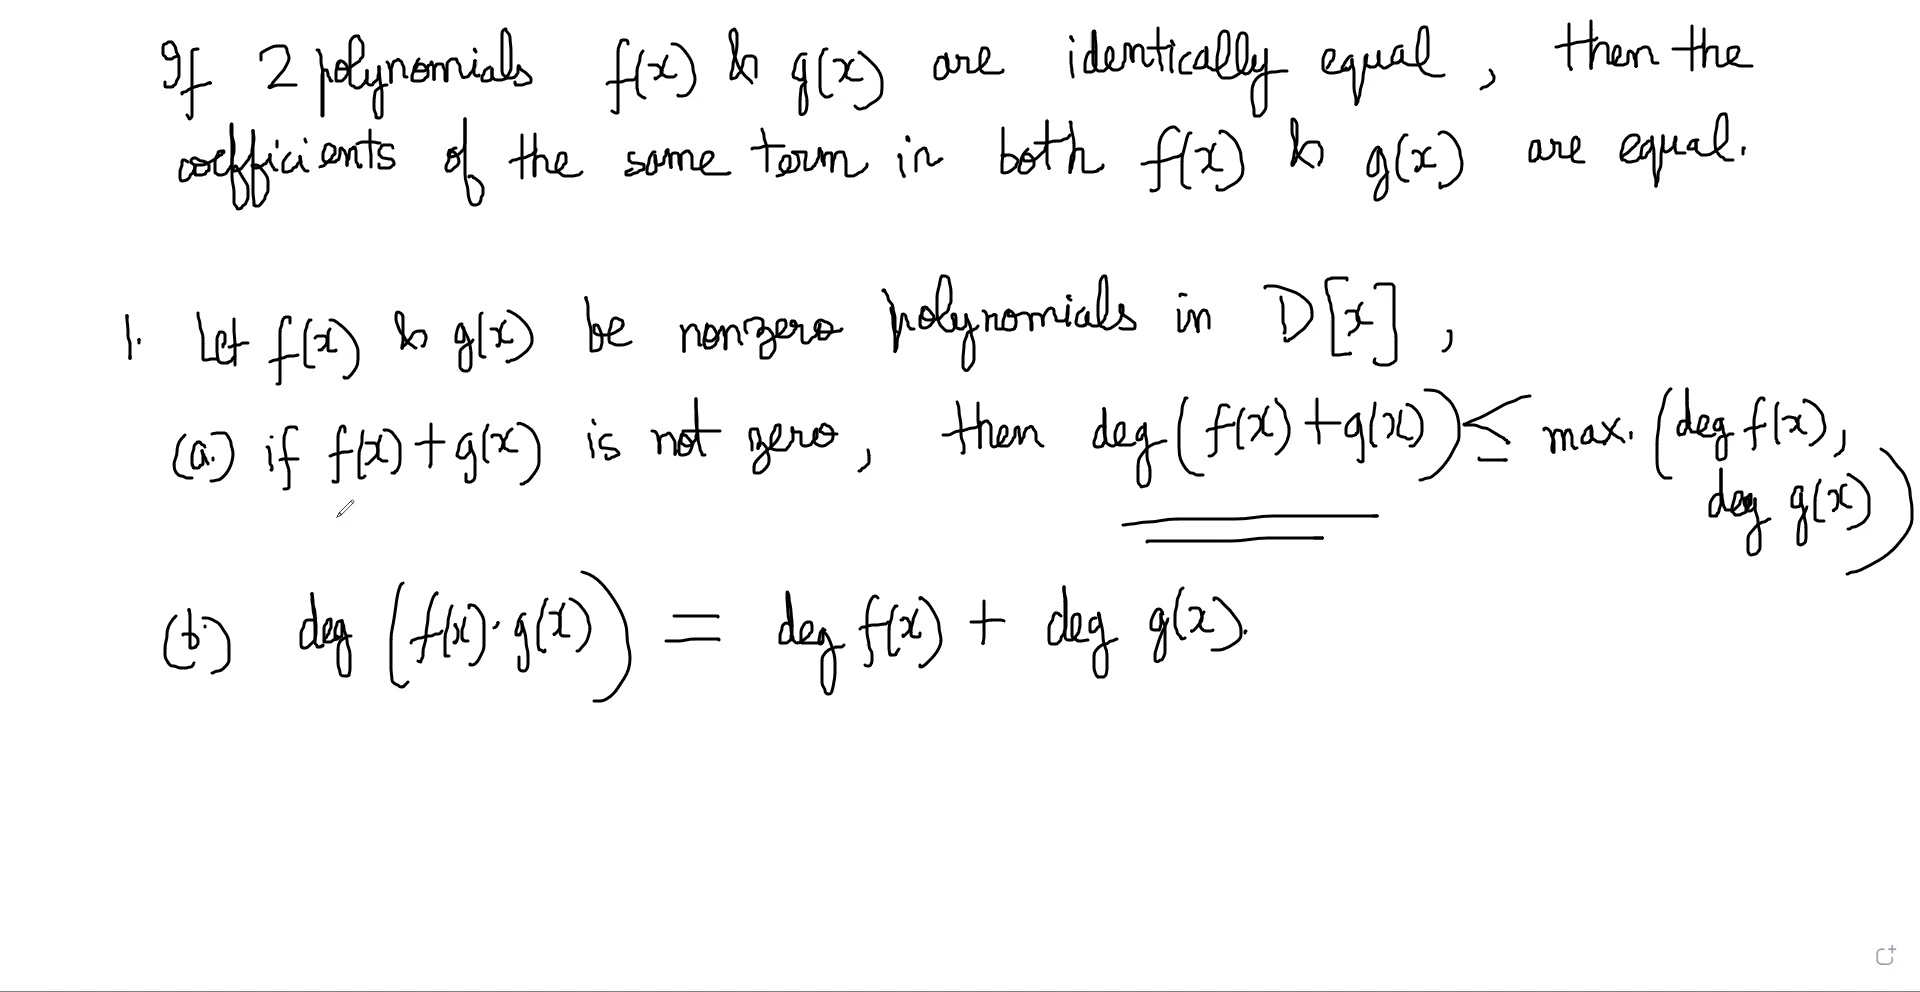 If 2 polynomials f(x) & g(x) are identically equal, then the
coefficients of the same term in both f(x) & g(x) are equal.
1. Let f(x) & g(x) be nonzero polynomials in D[x],
(a.) if f(x)+g(x) is not zero, then deg(f(x)+g(x)) ≤ max. (deg f(x),
deg g(x))
(b.) deg (f(x)·g(x)) = deg f(x) + deg g(x).